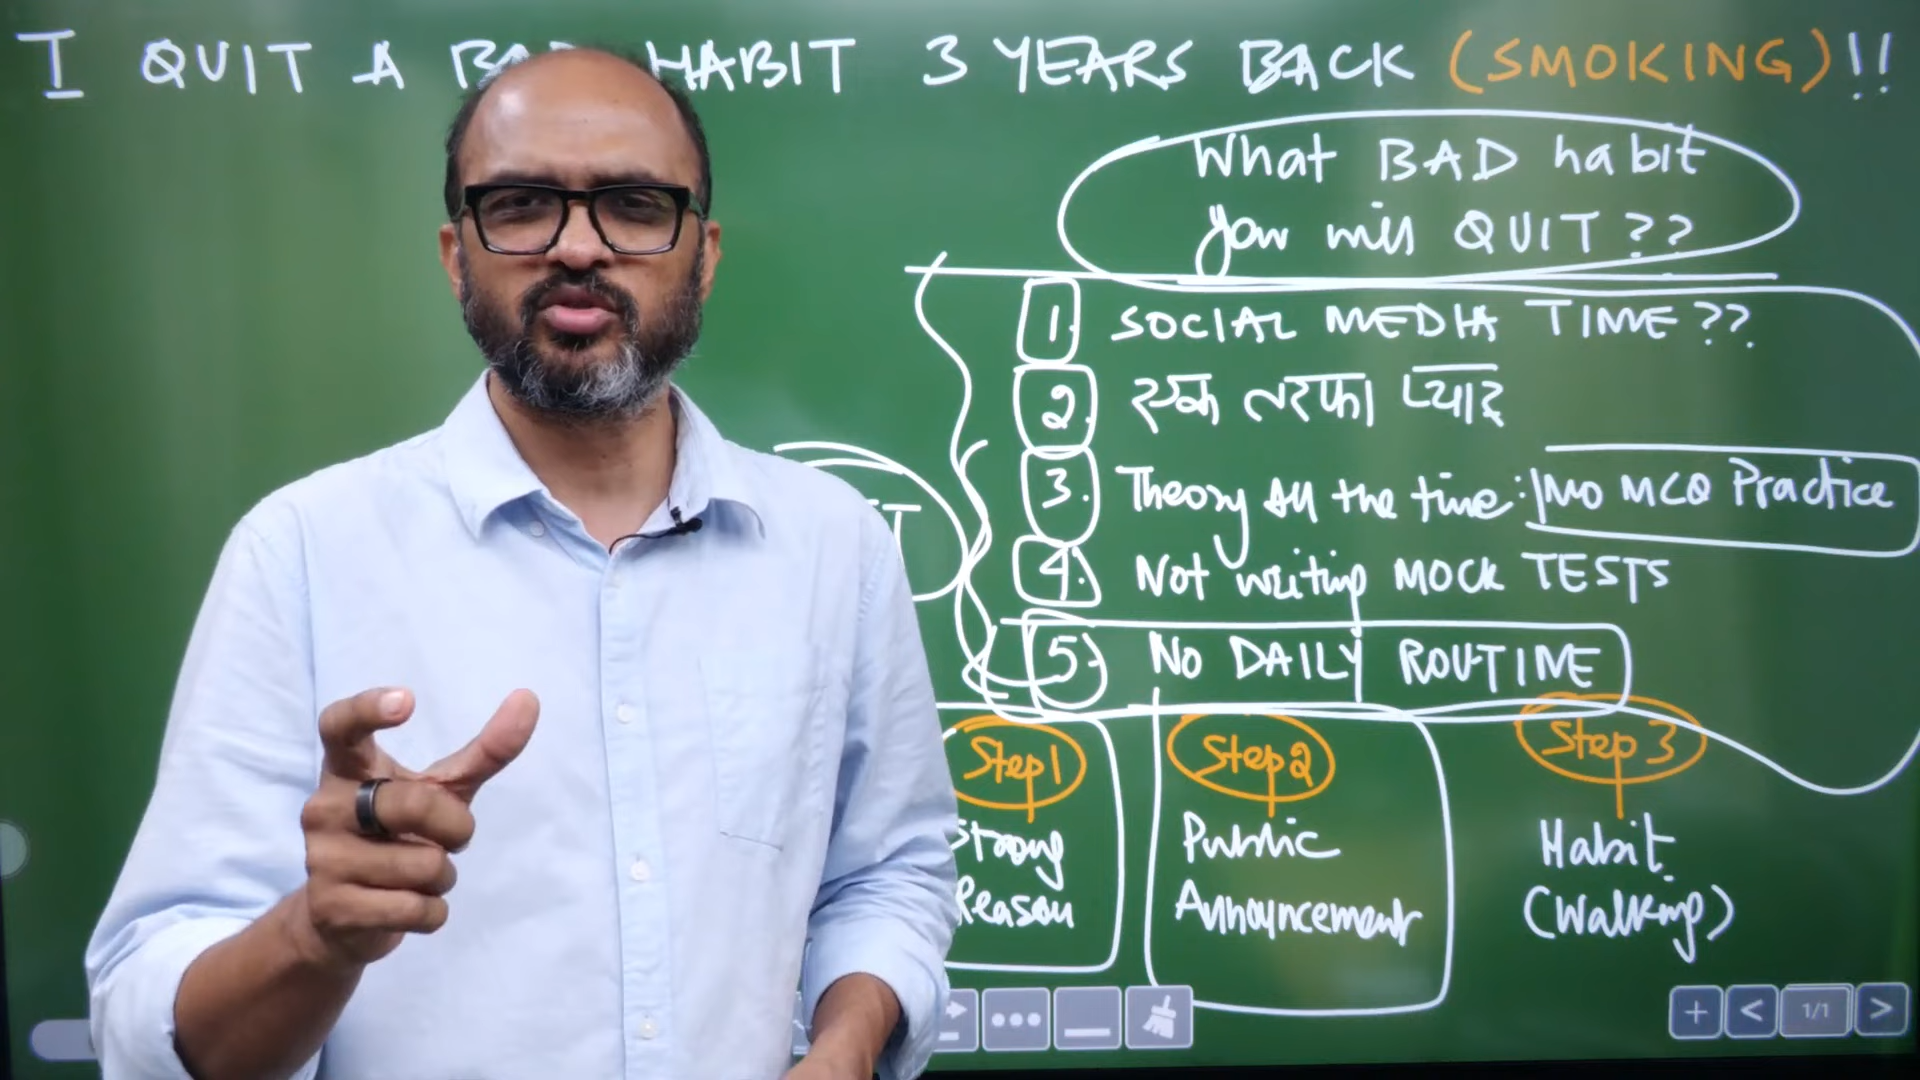 I QUIT A BAD HABIT 3 YEARS BACK (SMOKING)!!
What BAD habit
you will QUIT ??
1. SOCIAL MEDIA TIME ??
2. एक तरफा प्यार
3. Theory all the time: NO MCQ Practice
4. Not writing MOCK TESTS
5. NO DAILY ROUTINE
Step 1
Strong
Reason
Step 2
Public
Announcement
Step 3
Habit
(Walking)
1/1